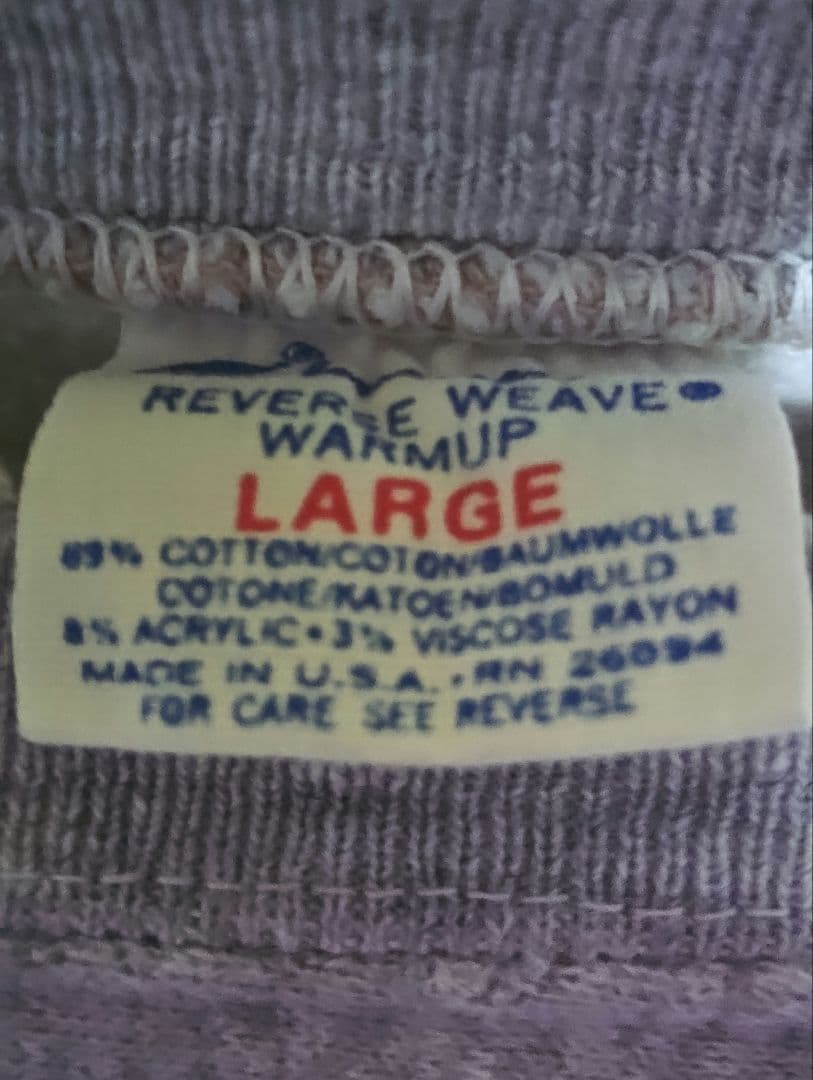 REVERSE WEAVE®
WARMUP
LARGE
89% COTTON/COTON/BAUMWOLLE
COTONE/KATOEN/BOMULD
8% ACRYLIC•3% VISCOSE RAYON
MADE IN U.S.A. • RN 26094
FOR CARE SEE REVERSE